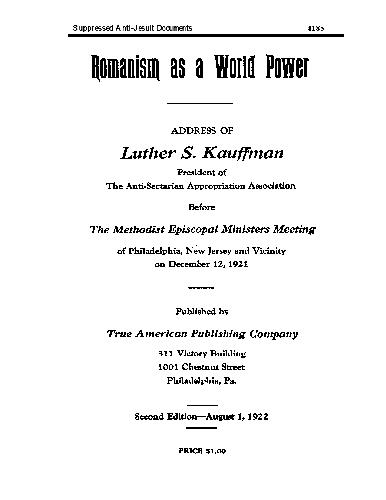 Suppressed Anti-Jesuit Documents #185
Romanism as a World Power
ADDRESS OF
Luther S. Kauffman
President of
The Anti-Sectarian Appropriation Association
Before
The Methodist Episcopal Ministers Meeting
of Philadelphia, New Jersey and Vicinity
on December 12, 1921
Published by
True American Publishing Company
311 Victory Building
1001 Chestnut Street
Philadelphia, Pa.
Second Edition—August 1, 1922
PRICE $1.00